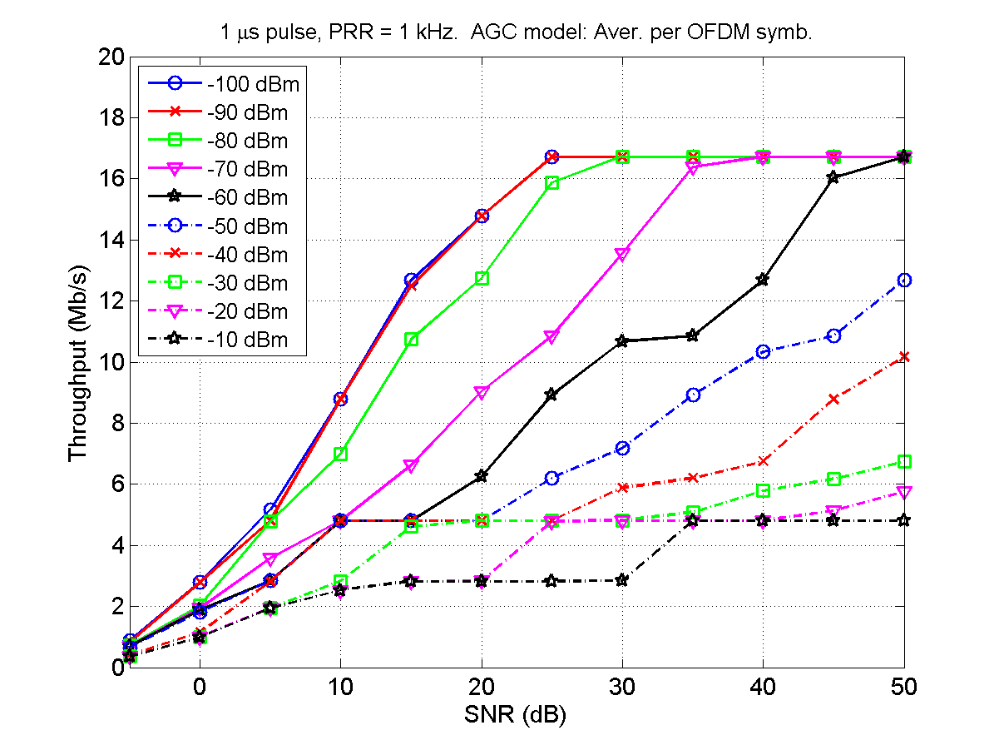 1 μs pulse, PRR = 1 kHz.  AGC model: Aver. per OFDM symb.
20
18
16
14
12
10
8
6
4
2
0
Throughput (Mb/s)
-100 dBm
-90 dBm
-80 dBm
-70 dBm
-60 dBm
-50 dBm
-40 dBm
-30 dBm
-20 dBm
-10 dBm
0 10 20 30 40 50
SNR (dB)